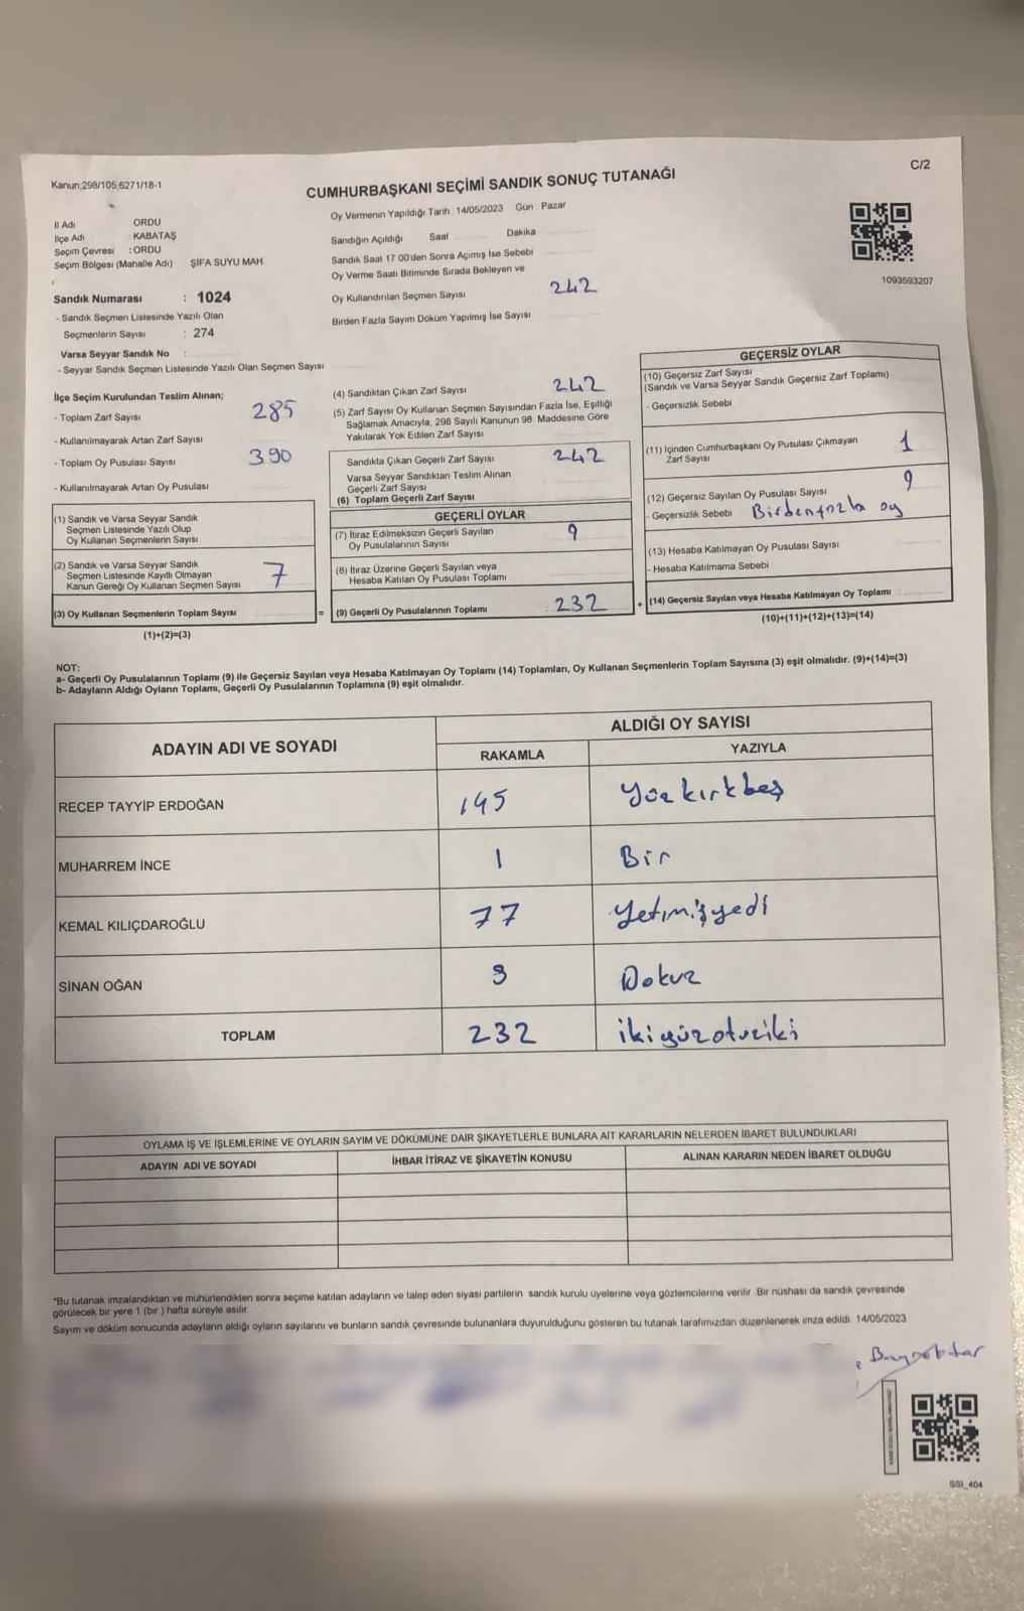 Kanun;298/105,6271/18-1
C/2
CUMHURBAŞKANI SEÇİMİ SANDIK SONUÇ TUTANAĞI
İl Adı ORDU
İlçe Adı : KABATAŞ
Seçim Çevresi : ORDU
Seçim Bölgesi (Mahalle Adı) ŞİFA SUYU MAH.
Sandık Numarası : 1024
- Sandık Seçmen Listesinde Yazılı Olan
Seçmenlerin Sayısı : 274
Varsa Seyyar Sandık No :
- Seyyar Sandık Seçmen Listesinde Yazılı Olan Seçmen Sayısı
Oy Vermenin Yapıldığı Tarih : 14/05/2023 Gün : Pazar
Sandığın Açıldığı Saat Dakika
Sandık Saat 17.00'den Sonra Açımış İse Sebebi
Oy Verme Saati Bitiminde Sırada Bekleyen ve
Oy Kullandırılan Seçmen Sayısı 242
Birden Fazla Sayım Döküm Yapılmış İse Sayısı
1093593207
İlçe Seçim Kurulundan Teslim Alınan;
- Toplam Zarf Sayısı 285
- Kullanılmayarak Artan Zarf Sayısı
- Toplam Oy Pusulası Sayısı 390
- Kullanılmayarak Artan Oy Pusulası
(1) Sandık ve Varsa Seyyar Sandık
Seçmen Listesinde Yazılı Olup
Oy Kullanan Seçmenlerin Sayısı
(2) Sandık ve Varsa Seyyar Sandık
Seçmen Listesinde Kayıtlı Olmayan
Kanun Gereği Oy Kullanan Seçmen Sayısı 7
(3) Oy Kullanan Seçmenlerin Toplam Sayısı =
(1)+(2)=(3)
(4) Sandıktan Çıkan Zarf Sayısı 242
(5) Zarf Sayısı Oy Kullanan Seçmen Sayısından Fazla İse, Eşitliği
Sağlamak Amacıyla, 298 Sayılı Kanunun 98. Maddesine Göre
Yakılarak Yok Edilen Zarf Sayısı
Sandıkta Çıkan Geçerli Zarf Sayısı 242
Varsa Seyyar Sandıktan Teslim Alınan
Geçerli Zarf Sayısı
(6) Toplam Geçerli Zarf Sayısı
GEÇERLİ OYLAR
(7) İtiraz Edilmeksizin Geçerli Sayılan
Oy Pusulalarının Sayısı 9
(8) İtiraz Üzerine Geçerli Sayılan veya
Hesaba Katılan Oy Pusulası Toplamı
(9) Geçerli Oy Pusulalarının Toplamı 232 +
GEÇERSİZ OYLAR
(10) Geçersiz Zarf Sayısı
(Sandık ve Varsa Seyyar Sandık Geçersiz Zarf Toplamı)
- Geçersizlik Sebebi
(11) İçinden Cumhurbaşkanı Oy Putulası Çıkmayan
Zarf Sayısı 1
(12) Geçersiz Sayılan Oy Pusulası Sayısı 9
- Geçersizlik Sebebi Birden fazla oy
(13) Hesaba Katılmayan Oy Pusulası Sayısı
- Hesaba Katılmama Sebebi
(14) Geçersiz Sayılan veya Hesaba Katılmayan Oy Toplamı
(10)+(11)+(12)+(13)=(14)
NOT:
a- Geçerli Oy Pusulalarının Toplamı (9) ile Geçersiz Sayılan veya Hesaba Katılmayan Oy Toplamı (14) Toplamları, Oy Kullanan Seçmenlerin Toplam Sayısına (3) eşit olmalıdır. (9)+(14)=(3)
b- Adayların Aldığı Oyların Toplamı, Geçerli Oy Pusulalarının Toplamına (9) eşit olmalıdır.
ADAYIN ADI VE SOYADI ALDIĞI OY SAYISI
RAKAMLA YAZIYLA
RECEP TAYYİP ERDOĞAN 145 Yüzkırkbeş
MUHARREM İNCE 1 Bir
KEMAL KILIÇDAROĞLU 77 Yetmişyedi
SİNAN OĞAN 9 Dokuz
TOPLAM 232 ikiyüzotuziki
OYLAMA İŞ VE İŞLEMLERİNE VE OYLARIN SAYIM VE DÖKÜMÜNE DAİR ŞİKAYETLERLE BUNLARA AİT KARARLARIN NELERDEN İBARET BULUNDUKLARI
ADAYIN ADI VE SOYADI İHBAR İTİRAZ VE ŞİKAYETİN KONUSU ALINAN KARARIN NEDEN İBARET OLDUĞU
*Bu tutanak imzalandıktan ve mühürlendikten sonra seçime katılan adayların ve talep eden siyasi partilerin sandık kurulu üyelerine veya gözlemcilerine verilir. Bir nüshası da sandık çevresinde
görülecek bir yere 1 (bir ) hafta süreyle asılır.
Sayım ve döküm sonucunda adayların aldığı oyların sayılarını ve bunların sandık çevresinde bulunanlara duyurulduğunu gösteren bu tutanak tarafımızdan düzenlenerek imza edildi. 14/05/2023